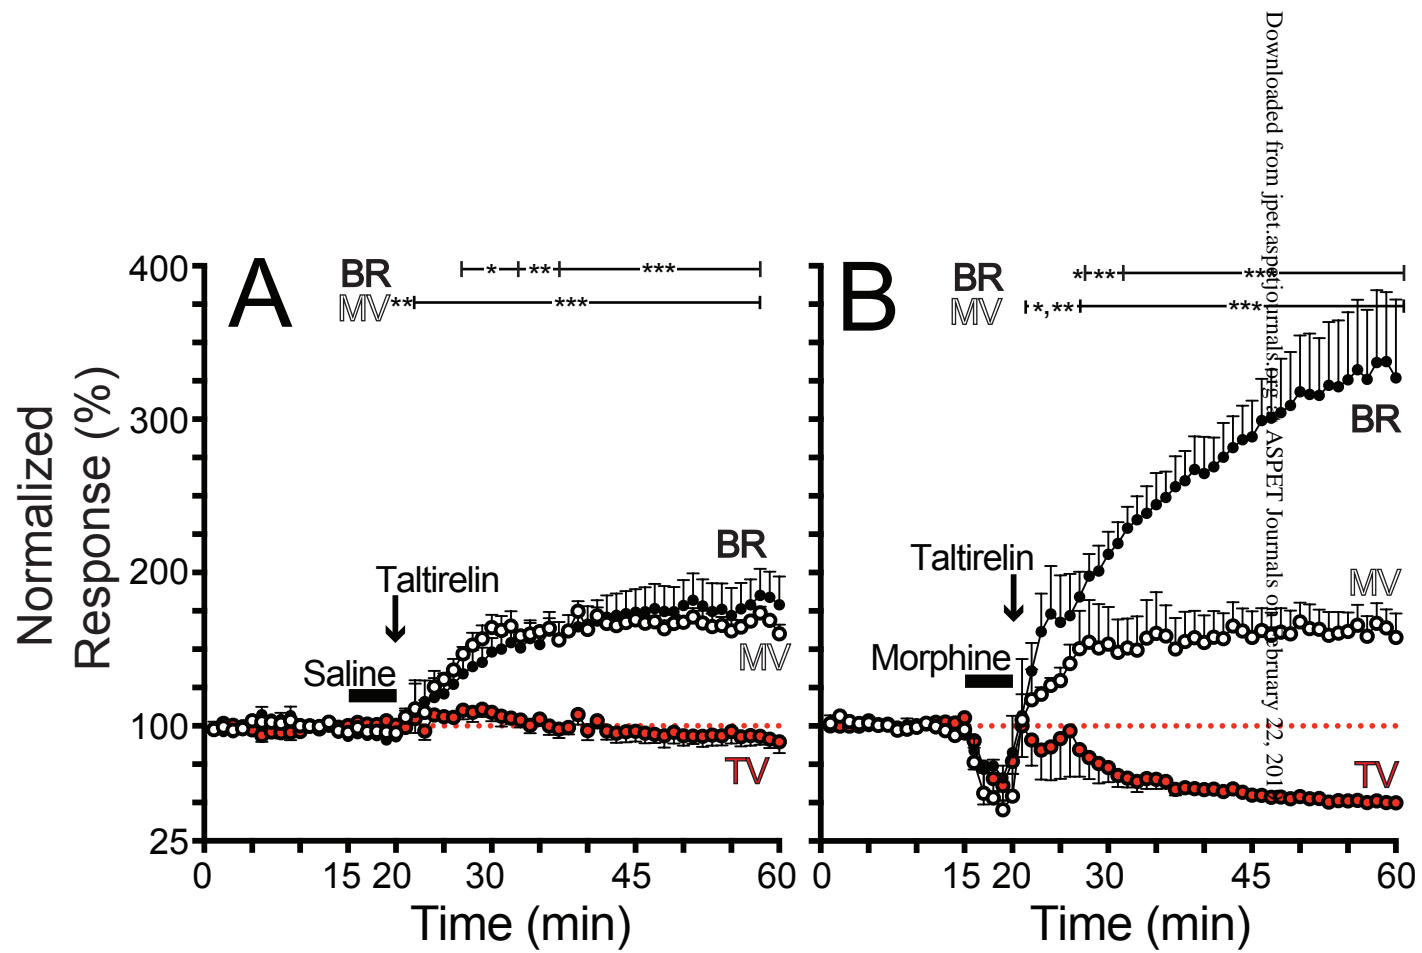 Downloaded from jpet.aspetjournals.org at ASPET Journals on February 22, 201
Normalized
Response (%)
400
300
200
100
25
A
BR * ** ***
MV ** ***
Taltirelin
Saline
BR
MV
TV
0 15 20 30 45 60
Time (min)
B
BR * ** **
MV *,** ***
Taltirelin
Morphine
BR
MV
TV
0 15 20 30 45 60
Time (min)